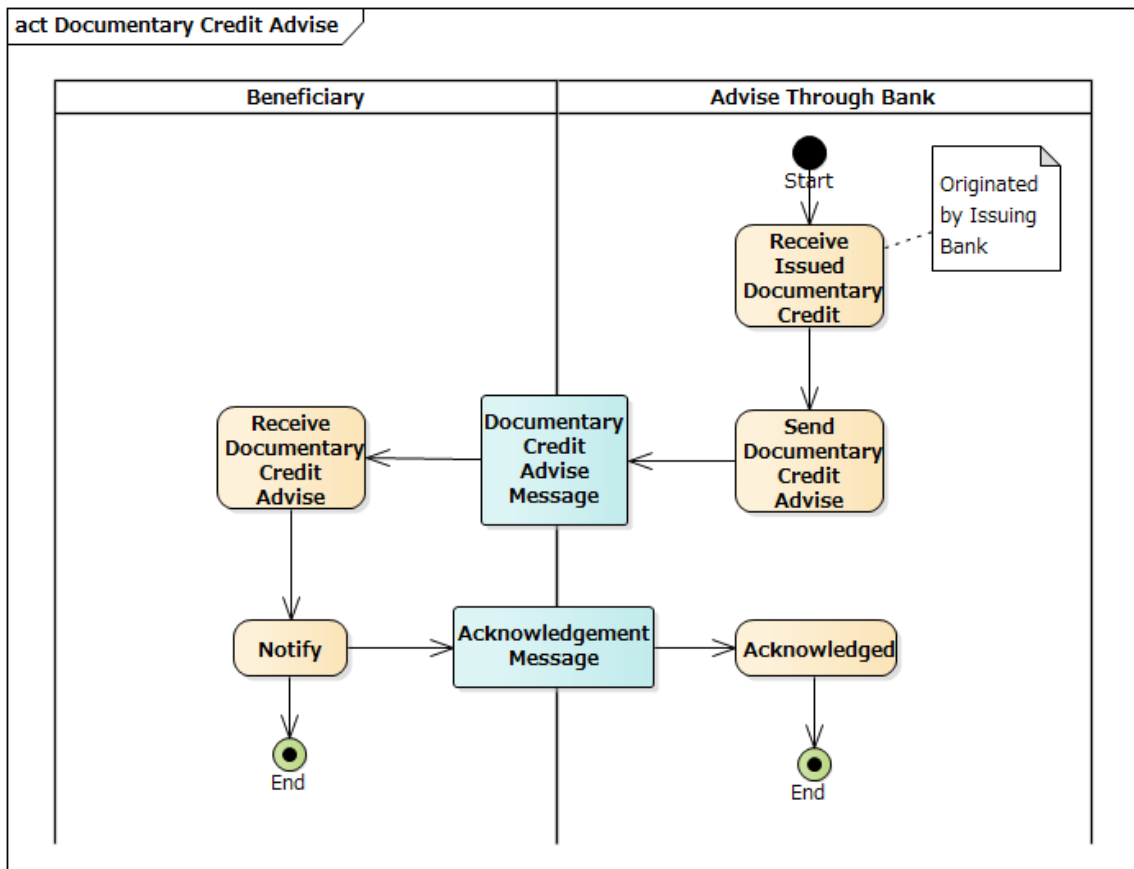 act Documentary Credit Advise
Beneficiary
Advise Through Bank
Start
Originated
by Issuing
Bank
Receive
Issued
Documentary
Credit
Receive
Documentary
Credit
Advise
Documentary
Credit
Advise
Message
Send
Documentary
Credit
Advise
Notify
Acknowledgement
Message
Acknowledged
End
End